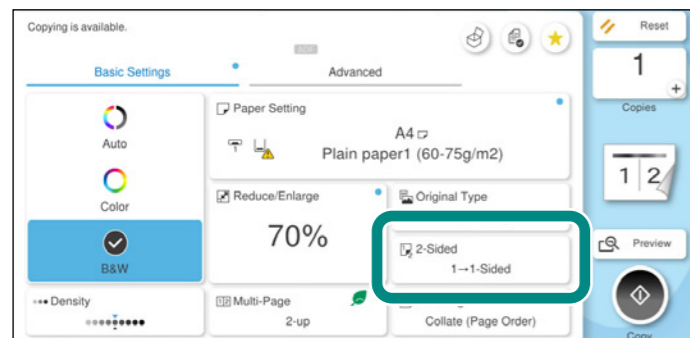 Copying is available.
Reset
Basic Settings
Advanced
1
+
Copies
Auto
Color
B&W
Paper Setting
A4
Plain paper1 (60-75g/m2)
Reduce/Enlarge
70%
Original Type
2-Sided
1→1-Sided
1 2
Preview
Density
Multi-Page
2-up
Collate (Page Order)
Copy